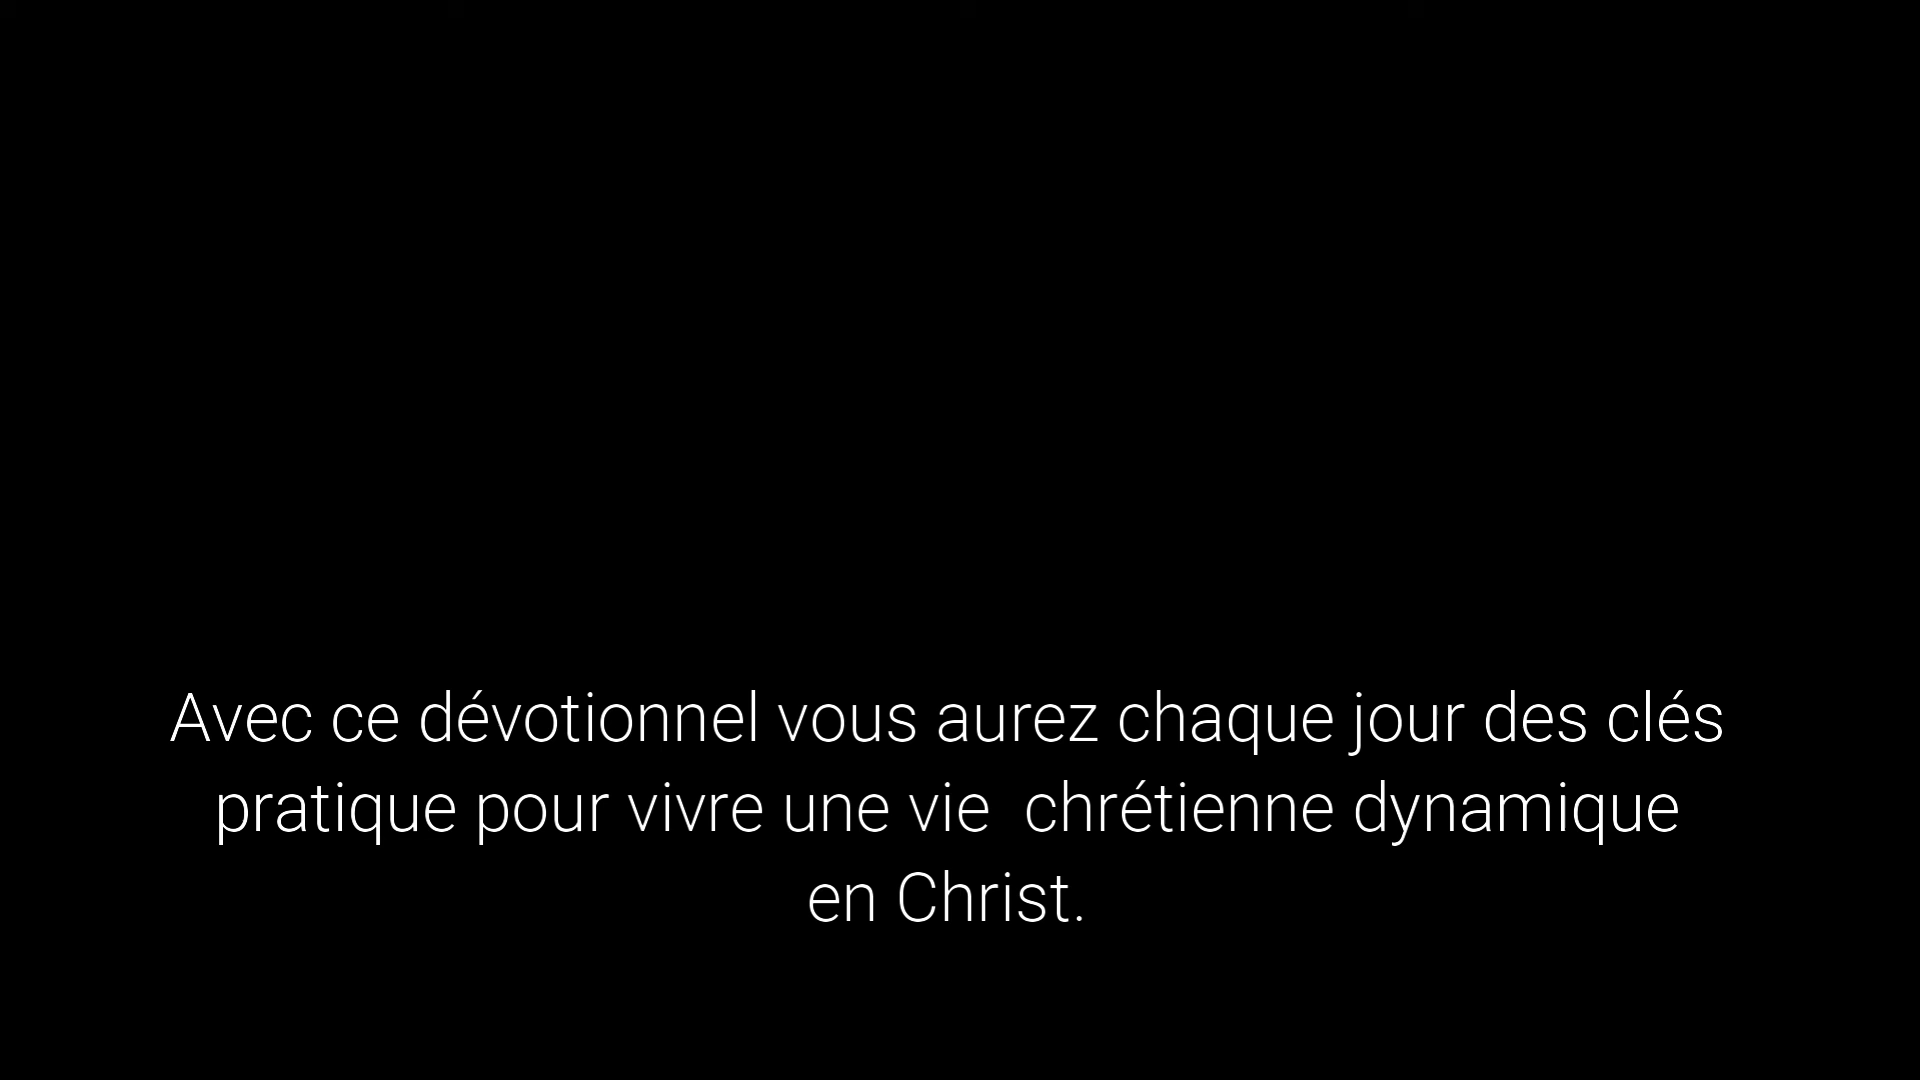 Avec ce dévotionnel vous aurez chaque jour des clés
pratique pour vivre une vie  chrétienne dynamique
en Christ.